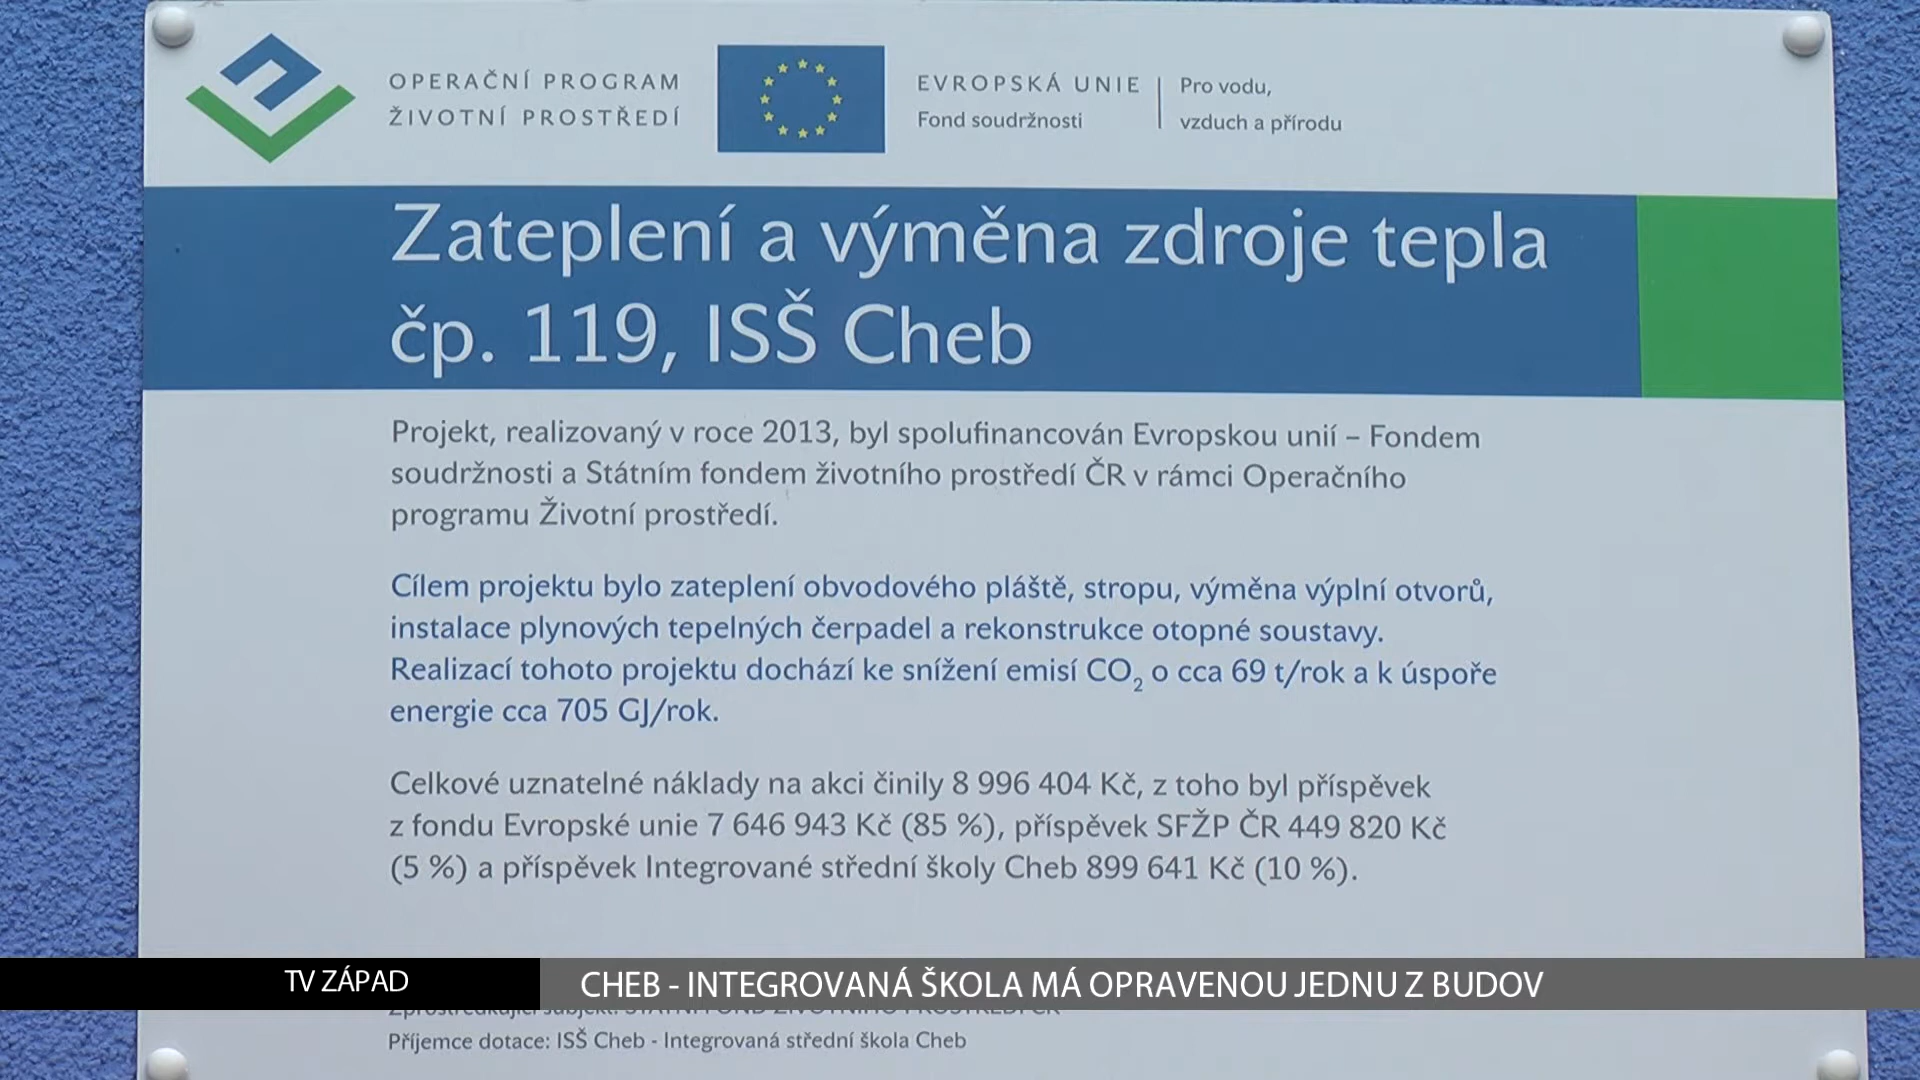 OPERAČNÍ PROGRAM
ŽIVOTNÍ PROSTŘEDÍ
EVROPSKÁ UNIE
Fond soudržnosti
Pro vodu,
vzduch a přírodu
Zateplení a výměna zdroje tepla
čp. 119, ISŠ Cheb
Projekt, realizovaný v roce 2013, byl spolufinancován Evropskou unií – Fondem
soudržnosti a Státním fondem životního prostředí ČR v rámci Operačního
programu Životní prostředí.
Cílem projektu bylo zateplení obvodového pláště, stropu, výměna výplní otvorů,
instalace plynových tepelných čerpadel a rekonstrukce otopné soustavy.
Realizací tohoto projektu dochází ke snížení emisí CO₂ o cca 69 t/rok a k úspoře
energie cca 705 GJ/rok.
Celkové uznatelné náklady na akci činily 8 996 404 Kč, z toho byl příspěvek
z fondu Evropské unie 7 646 943 Kč (85 %), příspěvek SFŽP ČR 449 820 Kč
(5 %) a příspěvek Integrované střední školy Cheb 899 641 Kč (10 %).
TV ZÁPAD
CHEB - INTEGROVANÁ ŠKOLA MÁ OPRAVENOU JEDNU Z BUDOV
Příjemce dotace: ISŠ Cheb - Integrovaná střední škola Cheb